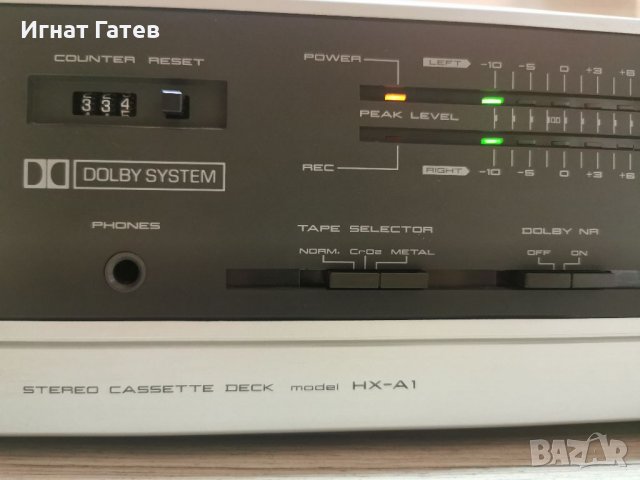 Игнат Гатев
COUNTER RESET
334
DOLBY SYSTEM
PHONES
POWER
LEFT -10 -5 0 +3 +6
PEAK LEVEL
REC
RIGHT -10 -5 0 +3 +6
TAPE SELECTOR
NORM. CrO2 METAL
DOLBY NR
OFF ON
STEREO CASSETTE DECK model HX-A1
BAZAR